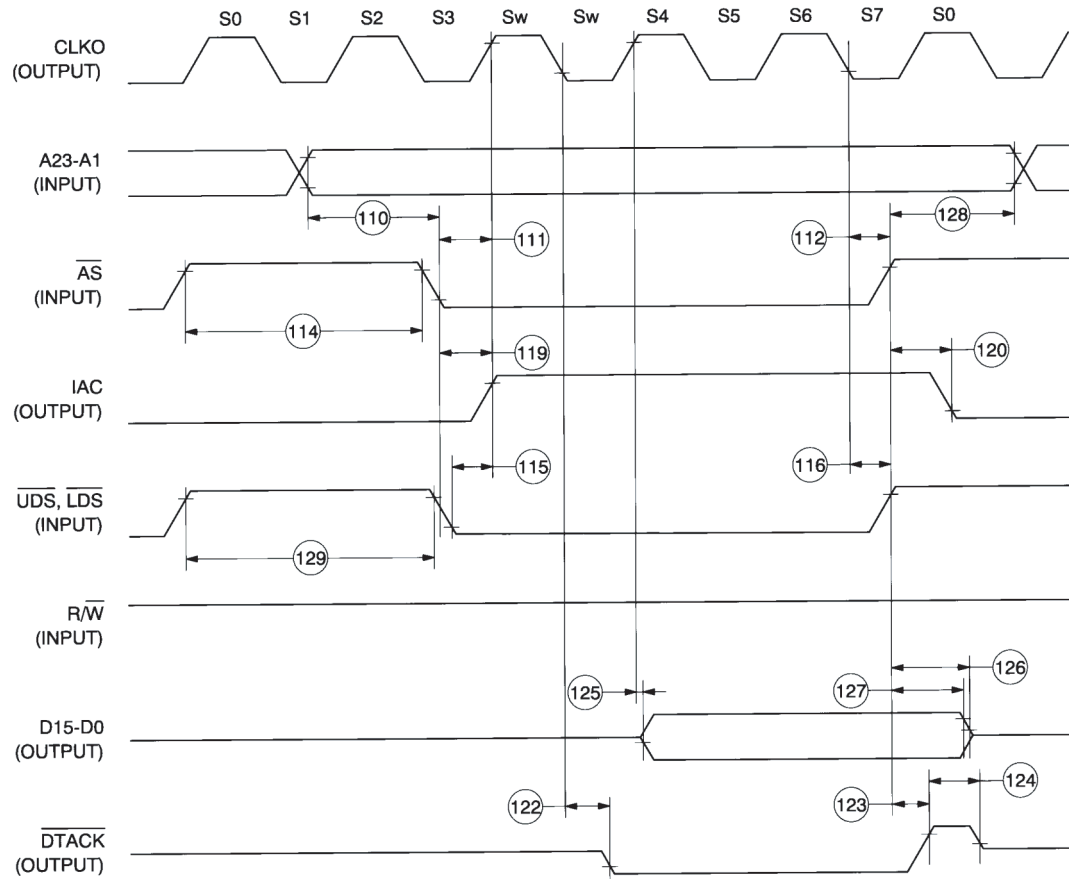 S0 S1 S2 S3 Sw Sw S4 S5 S6 S7 S0
CLKO
(OUTPUT)
A23-A1
(INPUT)
110
128
111
112
AS
(INPUT)
114
119
120
IAC
(OUTPUT)
115
116
UDS, LDS
(INPUT)
129
R/W
(INPUT)
126
125
127
D15-D0
(OUTPUT)
124
122
123
DTACK
(OUTPUT)